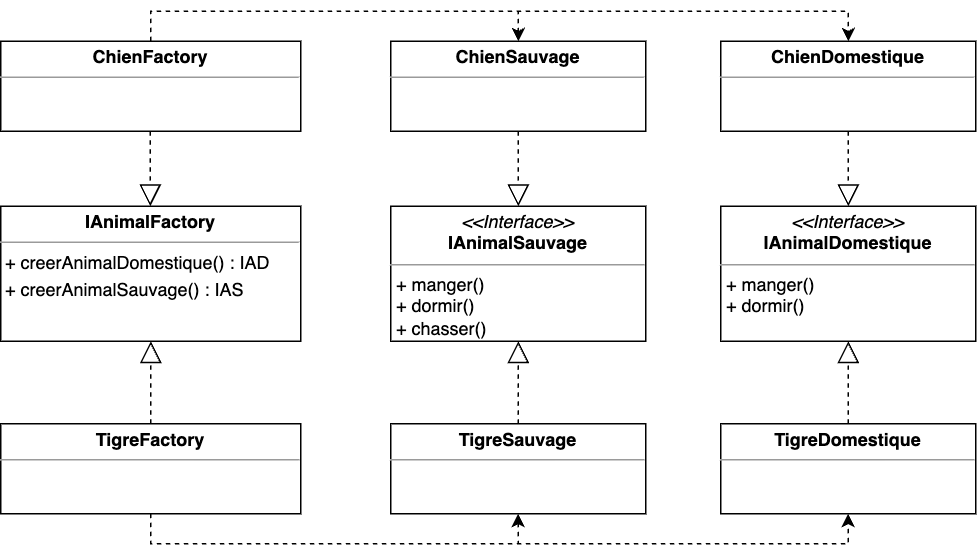 ChienFactory
ChienSauvage
ChienDomestique
IAnimalFactory
+ creerAnimalDomestique() : IAD
+ creerAnimalSauvage() : IAS
<<Interface>>
IAnimalSauvage
+ manger()
+ dormir()
+ chasser()
<<Interface>>
IAnimalDomestique
+ manger()
+ dormir()
TigreFactory
TigreSauvage
TigreDomestique